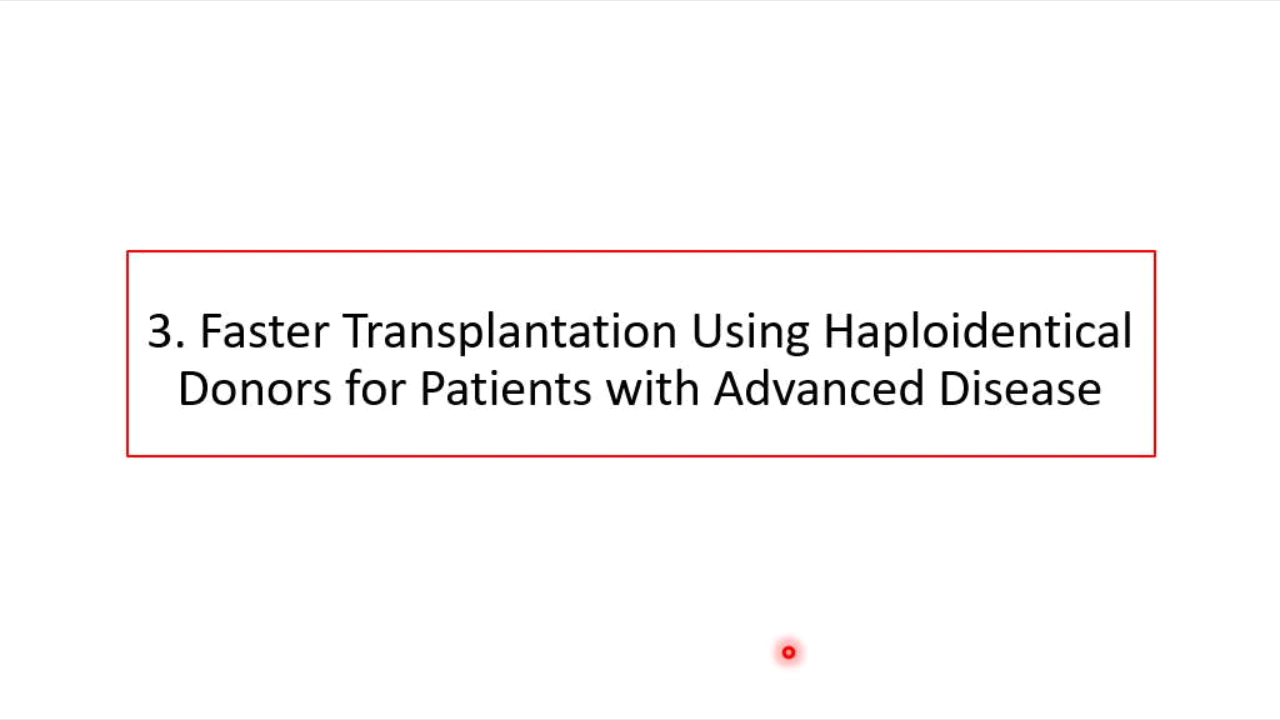 3. Faster Transplantation Using Haploidentical
Donors for Patients with Advanced Disease